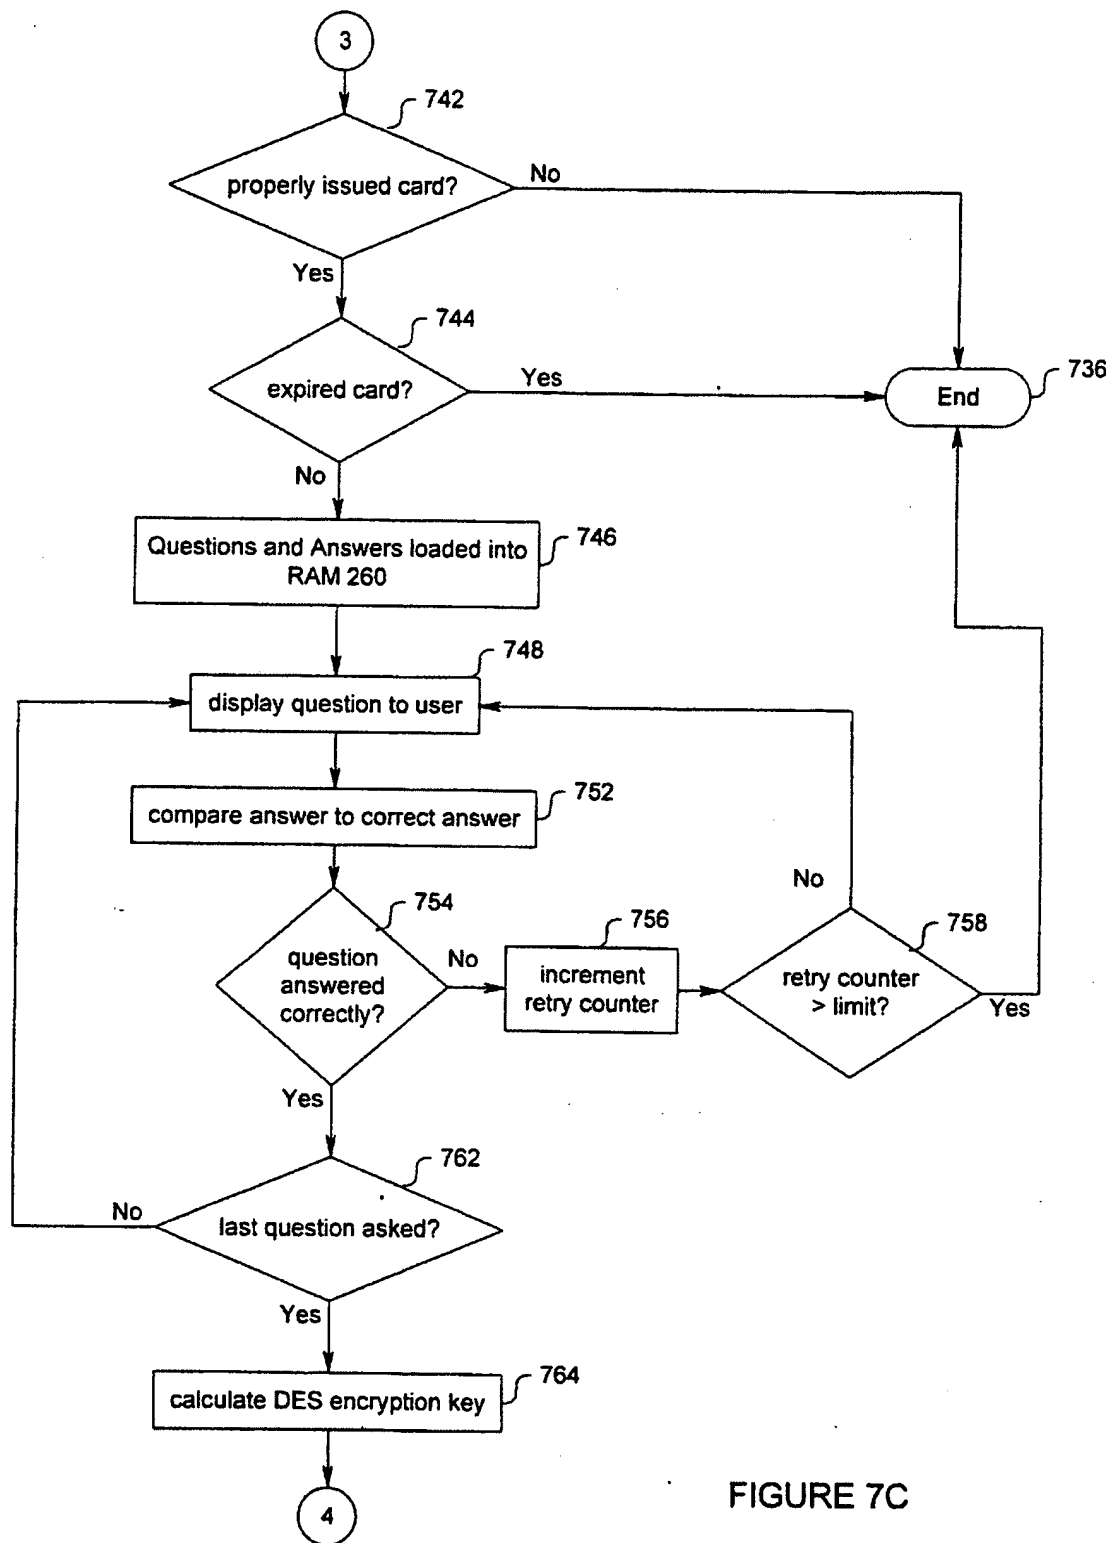 3
742
properly issued card?
No
Yes
744
expired card?
Yes
736
End
No
746
Questions and Answers loaded into
RAM 260
748
display question to user
752
compare answer to correct answer
No
754
756
758
question
answered
correctly?
No
increment
retry counter
retry counter
> limit?
Yes
Yes
762
No
last question asked?
Yes
764
calculate DES encryption key
4
FIGURE 7C